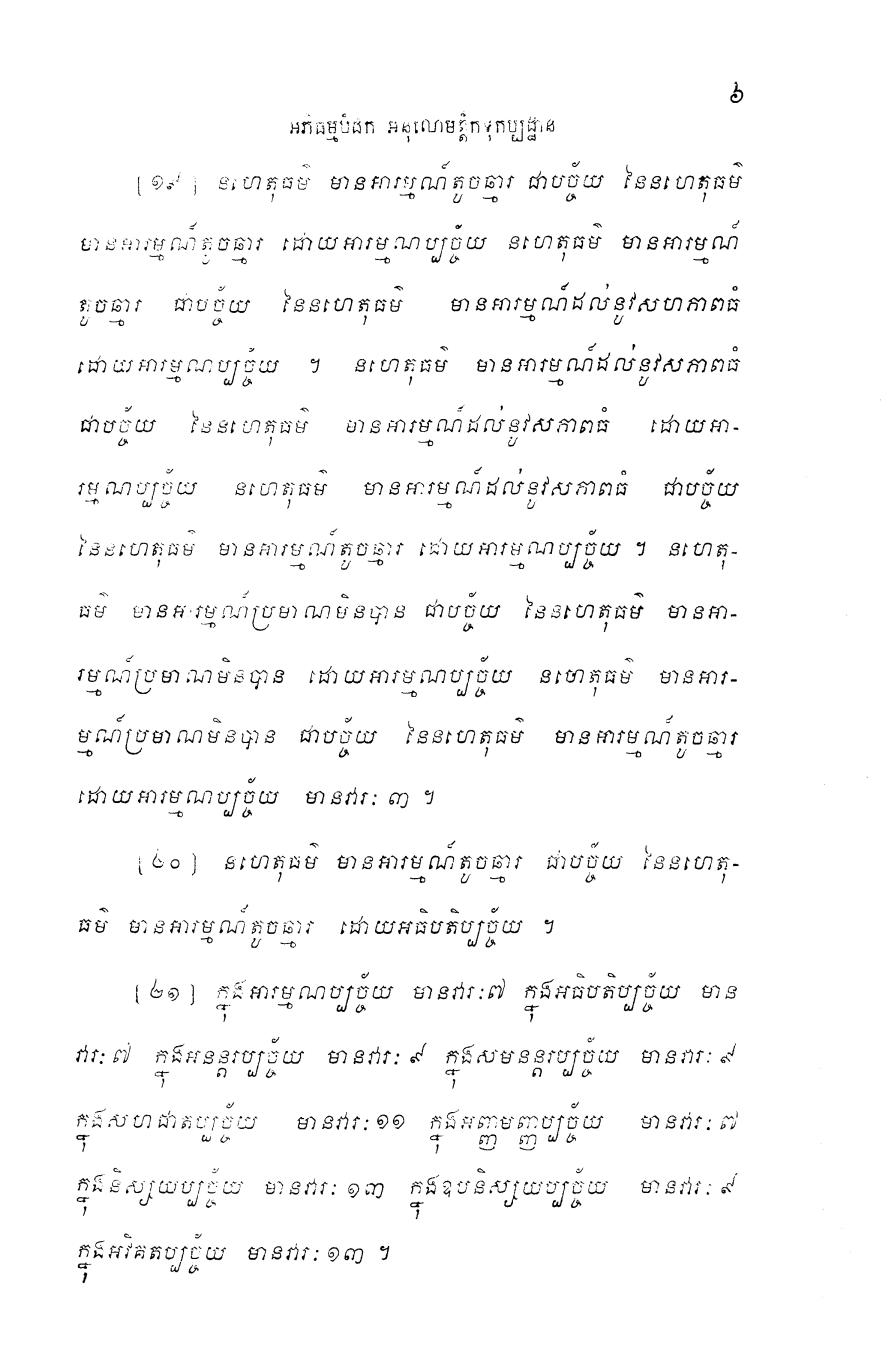 ៦
អភិធម្មបិដក អនុលោមត្តិកទុកប្បដ្ឋាន
[១៩] នហេតុធម៌ មានអារម្មណ៍តូចឆ្មារ ជាបច្ច័យ នៃនហេតុធម៌
មានអារម្មណ៍តូចឆ្មារ ដោយអារម្មណប្បច្ច័យ នហេតុធម៌ មានអារម្មណ៍
តូចឆ្មារ ជាបច្ច័យ នៃនហេតុធម៌ មានអារម្មណ៍ដល់នូវសហភាពធំ
ដោយអារម្មណប្បច្ច័យ ។ នហេតុធម៌ មានអារម្មណ៍ដល់នូវសភាពធំ
ជាបច្ច័យ នៃនហេតុធម៌ មានអារម្មណ៍ដល់នូវសភាពធំ ដោយអា-
រម្មណប្បច្ច័យ នហេតុធម៌ មានអារម្មណ៍ដល់នូវសភាពធំ ជាបច្ច័យ
នៃនហេតុធម៌ មានអារម្មណ៍តូចឆ្មារ ដោយអារម្មណប្បច្ច័យ ។ នហេតុ-
ធម៌ មានអារម្មណ៍ប្រមាណមិនបាន ជាបច្ច័យ នៃនហេតុធម៌ មានអា-
រម្មណ៍ប្រមាណមិនបាន ដោយអារម្មណប្បច្ច័យ នហេតុធម៌ មានអារ-
ម្មណ៍ប្រមាណមិនបាន ជាបច្ច័យ នៃនហេតុធម៌ មានអារម្មណ៍តូចឆ្មារ
ដោយអារម្មណប្បច្ច័យ មានវារៈ ៣ ។
[២០] នហេតុធម៌ មានអារម្មណ៍តូចឆ្មារ ជាបច្ច័យ នៃនហេតុ-
ធម៌ មានអារម្មណ៍តូចឆ្មារ ដោយអធិបតិប្បច្ច័យ ។
[២១] ក្នុងអារម្មណប្បច្ច័យ មានវារៈ៧ ក្នុងអធិបតិប្បច្ច័យ មាន
វារៈ៧ ក្នុងអនន្តរប្បច្ច័យ មានវារៈ ៩ ក្នុងសមនន្តរប្បច្ច័យ មានវារៈ ៩
ក្នុងសហជាតប្បច្ច័យ មានវារៈ១១ ក្នុងអញ្ញមញ្ញប្បច្ច័យ មានវារៈ៧
ក្នុងនិស្សយប្បច្ច័យ មានវារៈ ១៣ ក្នុងឧបនិស្សយប្បច្ច័យ មានវារៈ ៩
ក្នុងអវិគតប្បច្ច័យ មានវារៈ ១៣ ។